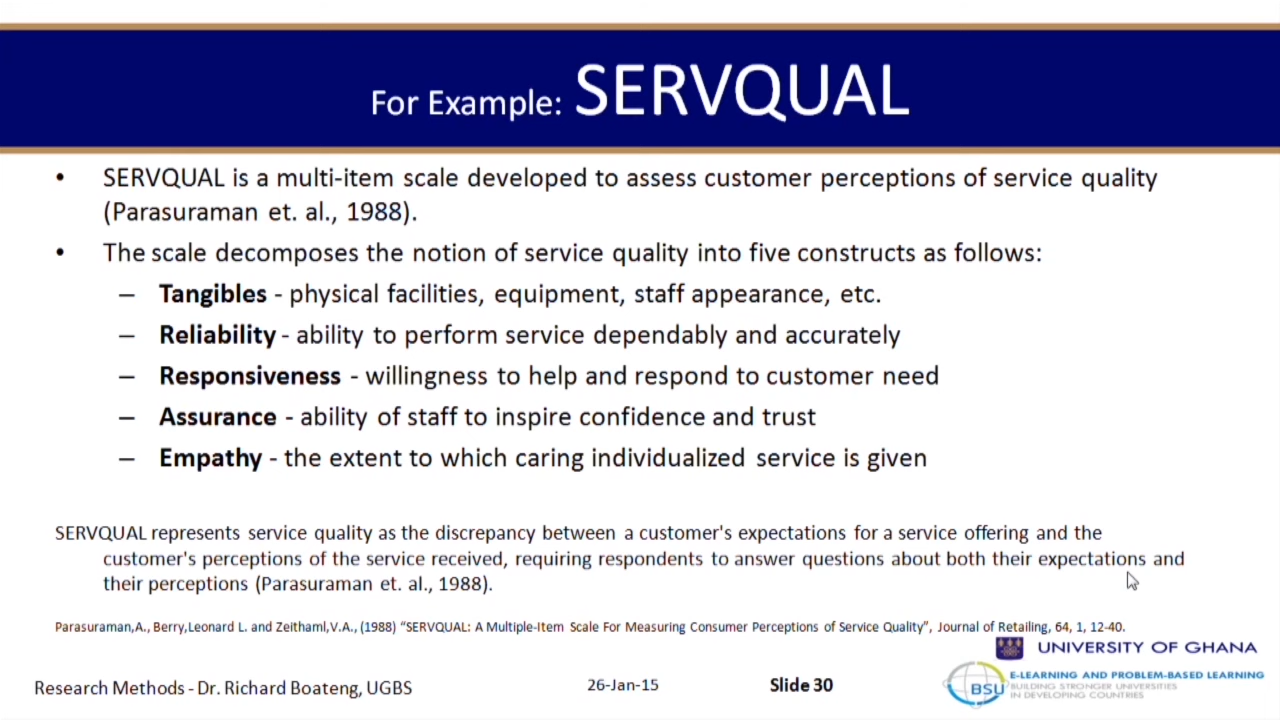 For Example: SERVQUAL
• SERVQUAL is a multi-item scale developed to assess customer perceptions of service quality
(Parasuraman et. al., 1988).
• The scale decomposes the notion of service quality into five constructs as follows:
– Tangibles - physical facilities, equipment, staff appearance, etc.
– Reliability - ability to perform service dependably and accurately
– Responsiveness - willingness to help and respond to customer need
– Assurance - ability of staff to inspire confidence and trust
– Empathy - the extent to which caring individualized service is given
SERVQUAL represents service quality as the discrepancy between a customer's expectations for a service offering and the
customer's perceptions of the service received, requiring respondents to answer questions about both their expectations and
their perceptions (Parasuraman et. al., 1988).
Parasuraman,A., Berry,Leonard L. and Zeithaml,V.A., (1988) “SERVQUAL: A Multiple-Item Scale For Measuring Consumer Perceptions of Service Quality”, Journal of Retailing, 64, 1, 12-40.
UNIVERSITY OF GHANA
Research Methods - Dr. Richard Boateng, UGBS
26-Jan-15
Slide 30
BSU
E-LEARNING AND PROBLEM-BASED LEARNING
BUILDING STRONGER UNIVERSITIES
IN DEVELOPING COUNTRIES